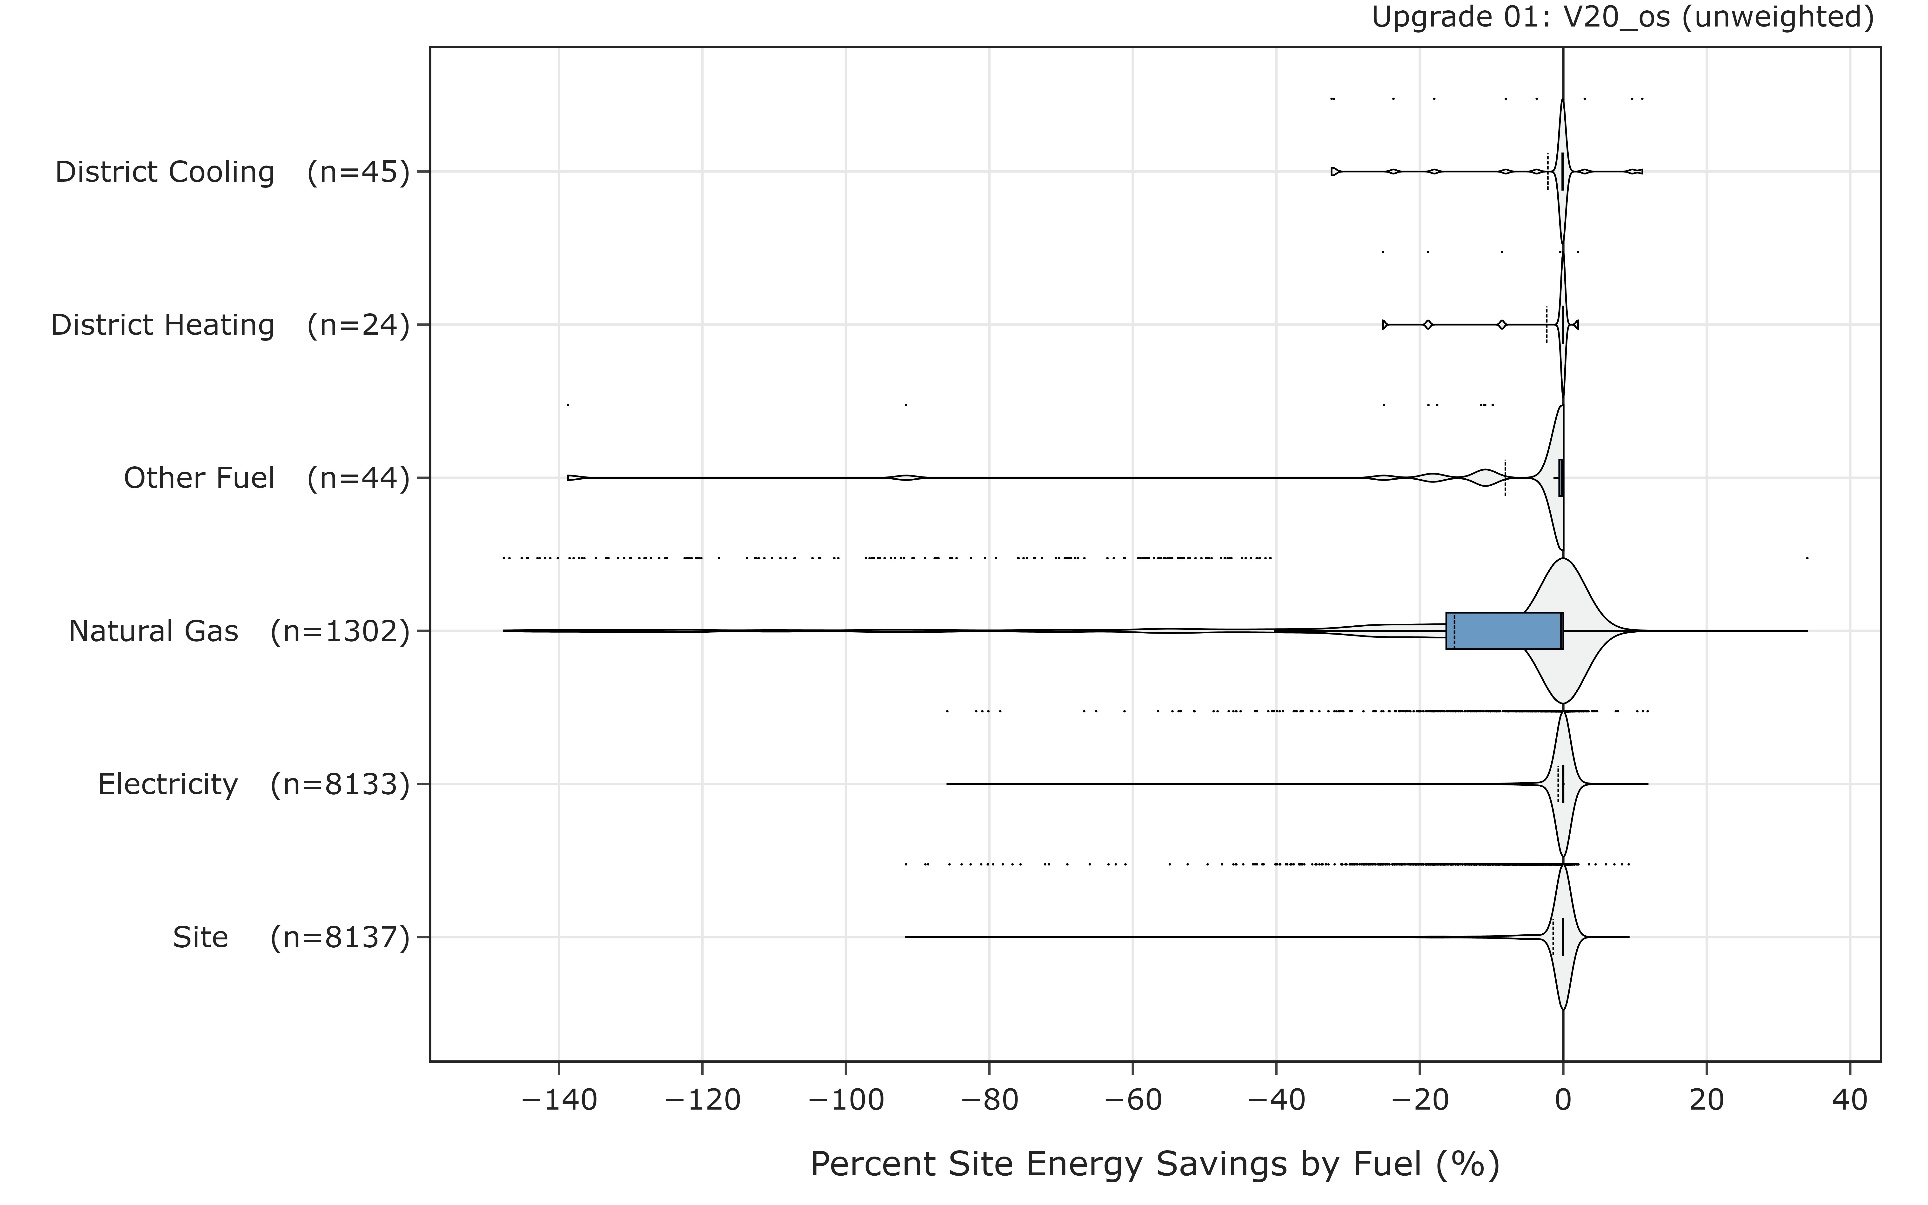 Upgrade 01: V20_os (unweighted)
District Cooling (n=45)
District Heating (n=24)
Other Fuel (n=44)
Natural Gas (n=1302)
Electricity (n=8133)
Site (n=8137)
−140 −120 −100 −80 −60 −40 −20 0 20 40
Percent Site Energy Savings by Fuel (%)